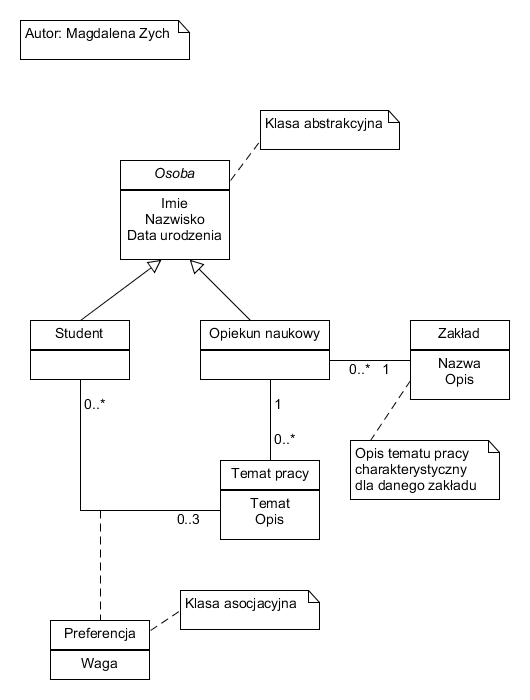 Autor: Magdalena Zych
Klasa abstrakcyjna
Osoba
Imie
Nazwisko
Data urodzenia
Student
Opiekun naukowy
Zakład
Nazwa
Opis
0..* 1
0..*
1
0..*
Opis tematu pracy
charakterystyczny
dla danego zakładu
Temat pracy
Temat
Opis
0..3
Klasa asocjacyjna
Preferencja
Waga